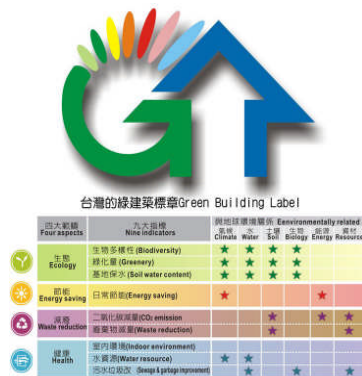 台灣的綠建築標章Green Building Label
四大範疇 九大指標 與地球環境關係 Eenvironmentally related
Four aspects Nine indicators 氣候 水 土壤 生物 能源 資材
Climate Water Soil Biology Energy Resource
生態 生物多樣性 (Biodiversity)
Ecology 綠化量 (Greenery)
基地保水 (Soil water content)
節能 日常節能(Energy saving)
Energy saving
減廢 二氧化碳減量(CO₂ emission
Waste reduction 廢棄物減量(Waste reduction)
健康 室內環境(Indoor environment)
Health 水資源(Water resource)
污水垃圾改 (Sewage & garbage improvement)